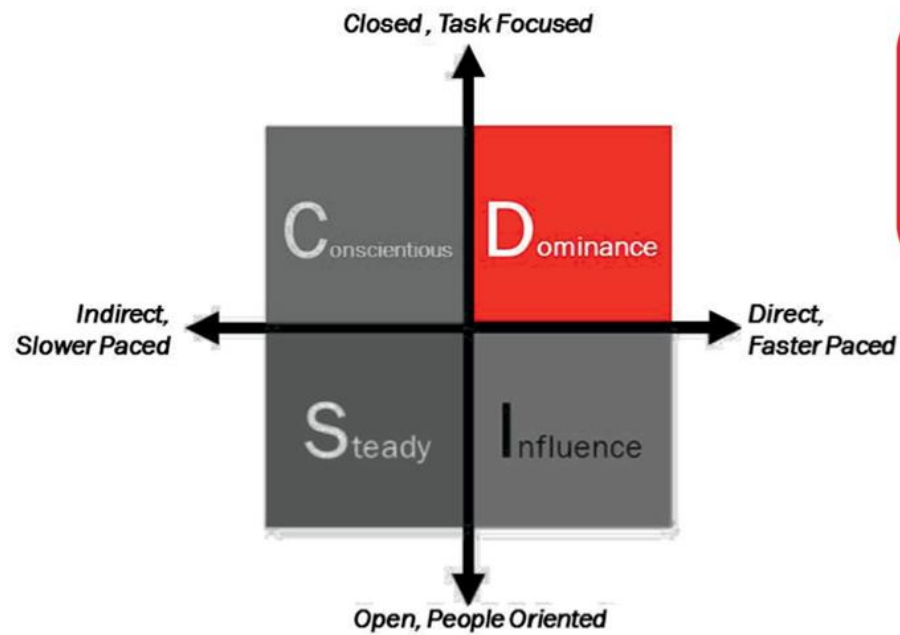 Closed , Task Focused
Conscientious
Dominance
Indirect,
Slower Paced
Direct,
Faster Paced
Steady
Influence
Open, People Oriented